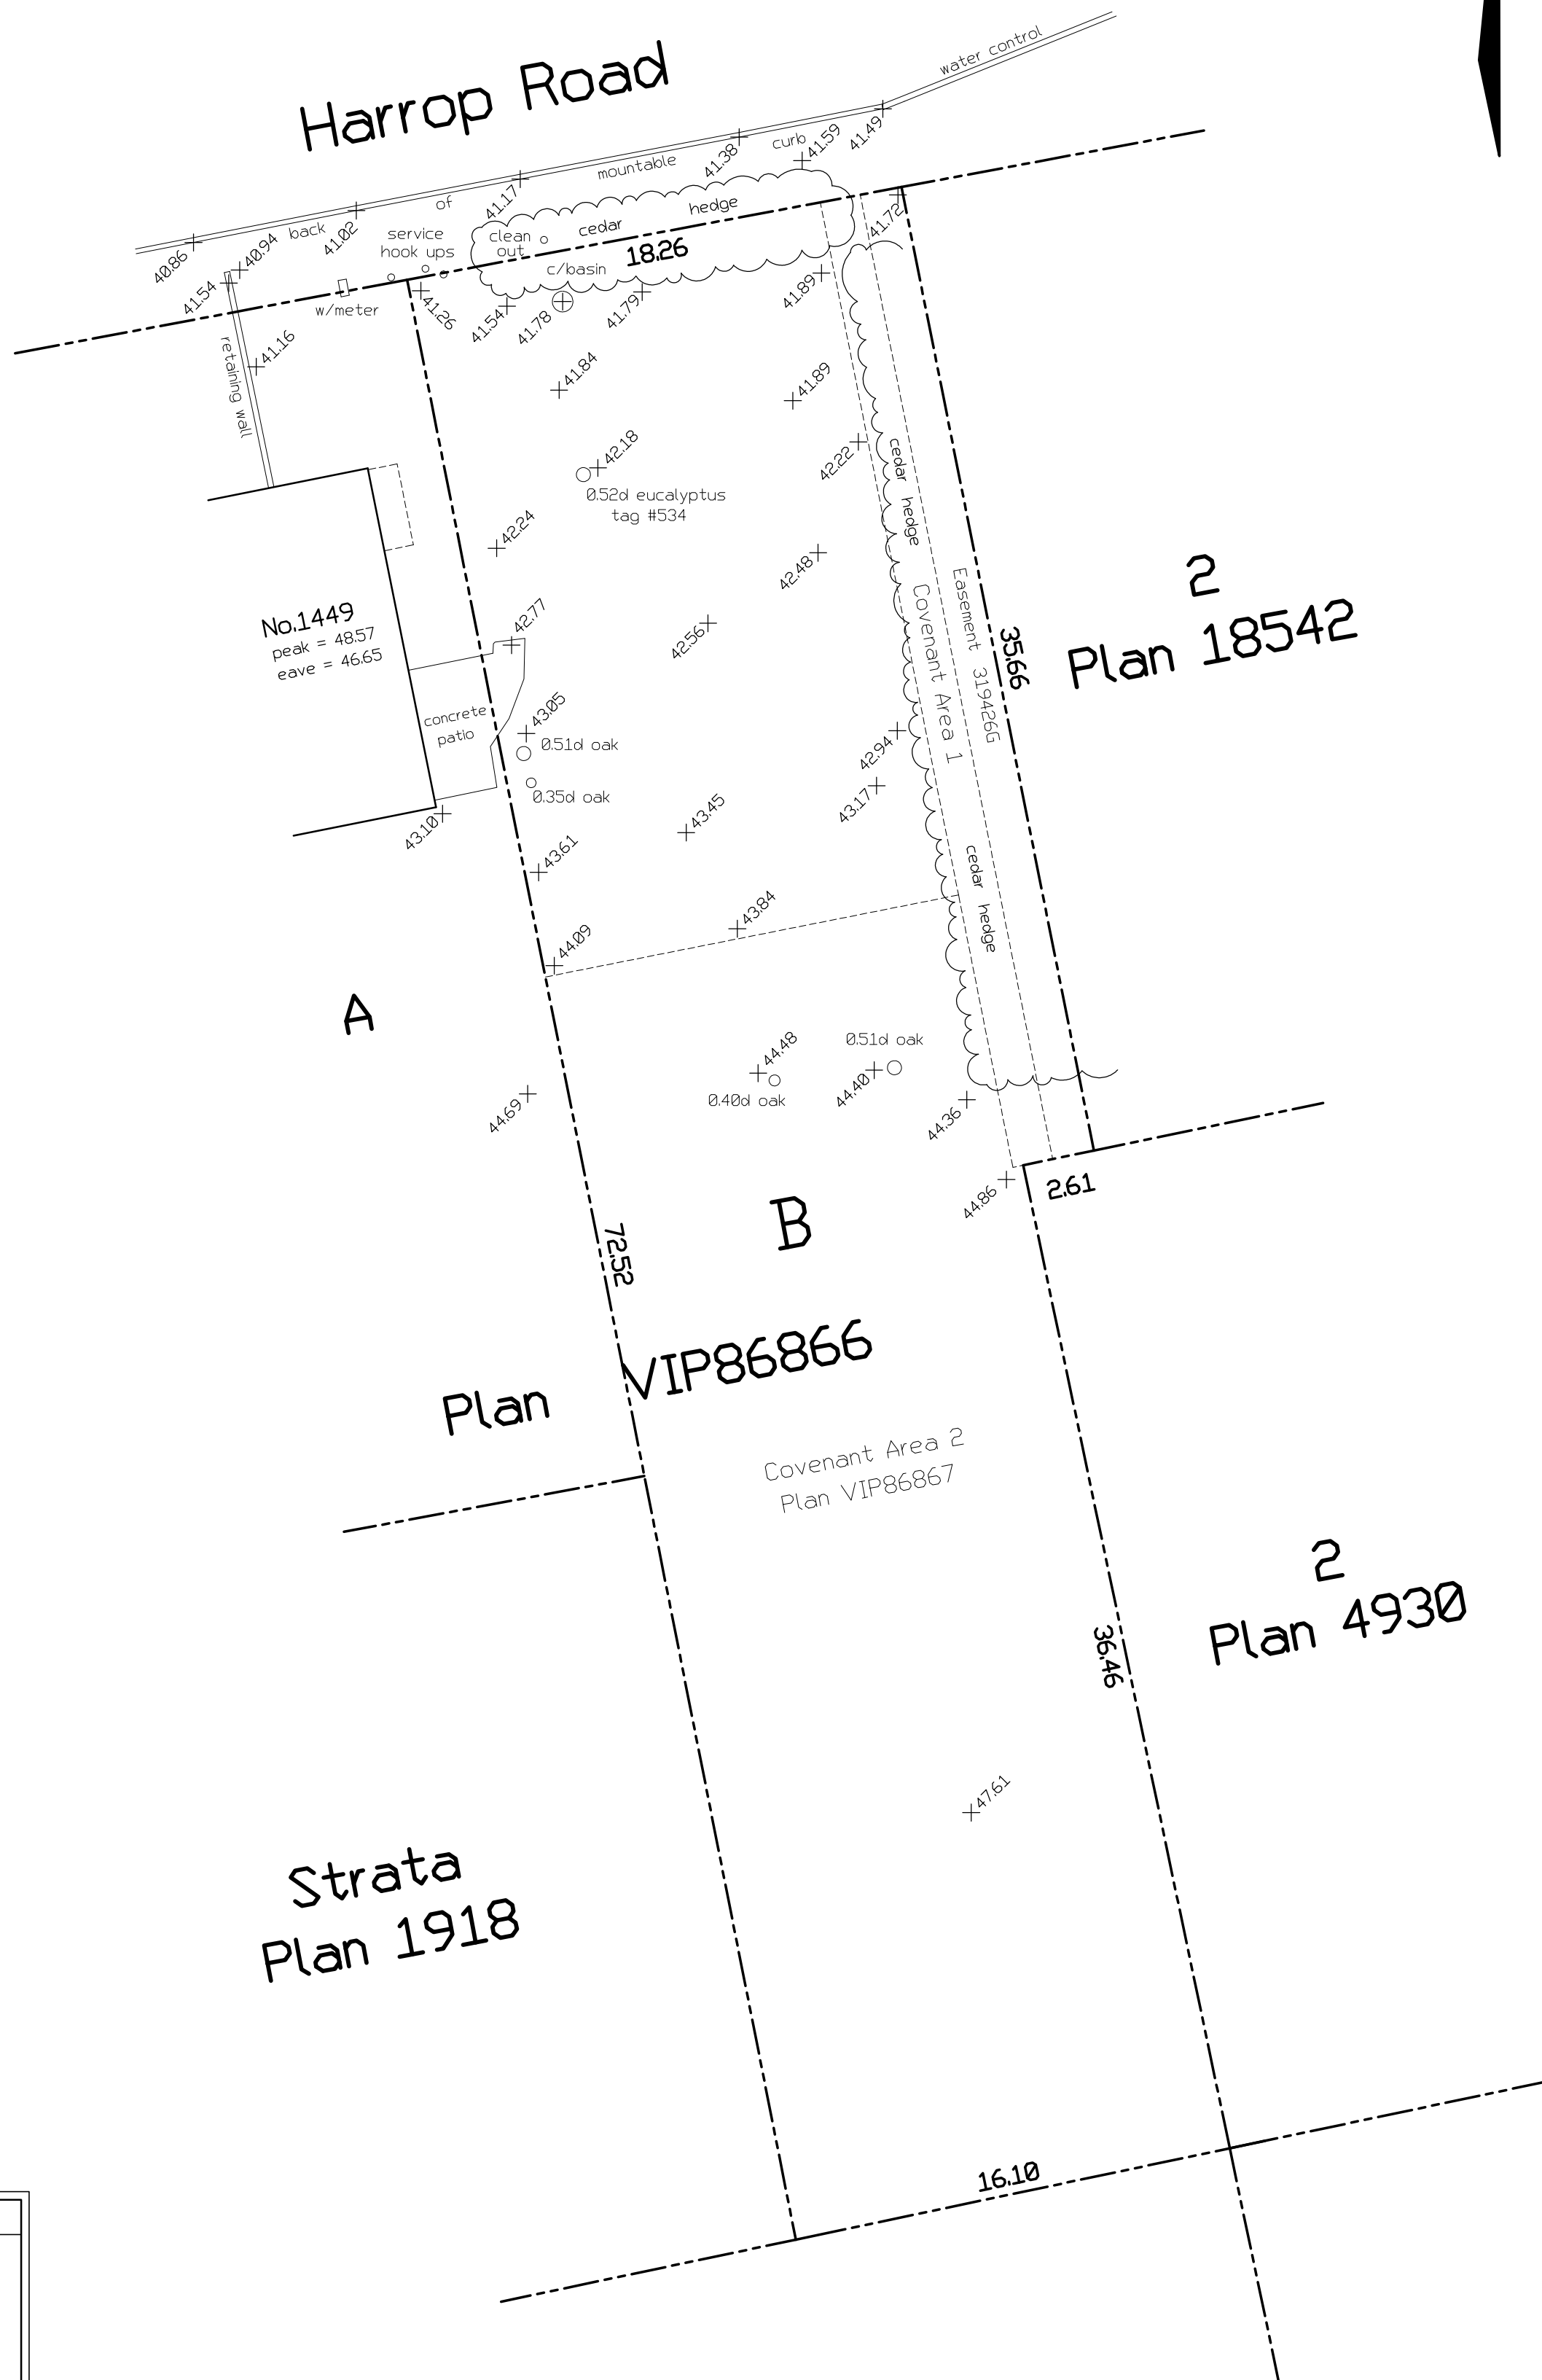 Harrop Road
water control
back of mountable curb
40.86
40.94
41.02
41.17
41.38
41.59
41.49
41.54
41.72
service
hook ups
clean
out
cedar hedge
18.26
c/basin
w/meter
41.26
41.54
41.78
41.79
41.89
41.16
retaining wall
41.84
41.89
42.18
0.52d eucalyptus
tag #534
42.22
42.24
42.48
cedar hedge
Covenant Area 1
Easement 319426G
35.66
2
Plan 18542
No.1449
peak = 48.57
eave = 46.65
42.77
42.56
concrete
patio
43.05
0.51d oak
0.35d oak
42.94
43.17
43.10
43.45
43.61
cedar hedge
43.84
44.09
A
44.48
0.40d oak
0.51d oak
44.40
44.36
44.69
44.86
2.61
B
72.52
Plan VIP86866
Covenant Area 2
Plan VIP86867
2
Plan 4930
36.46
47.61
Strata
Plan 1918
16.10